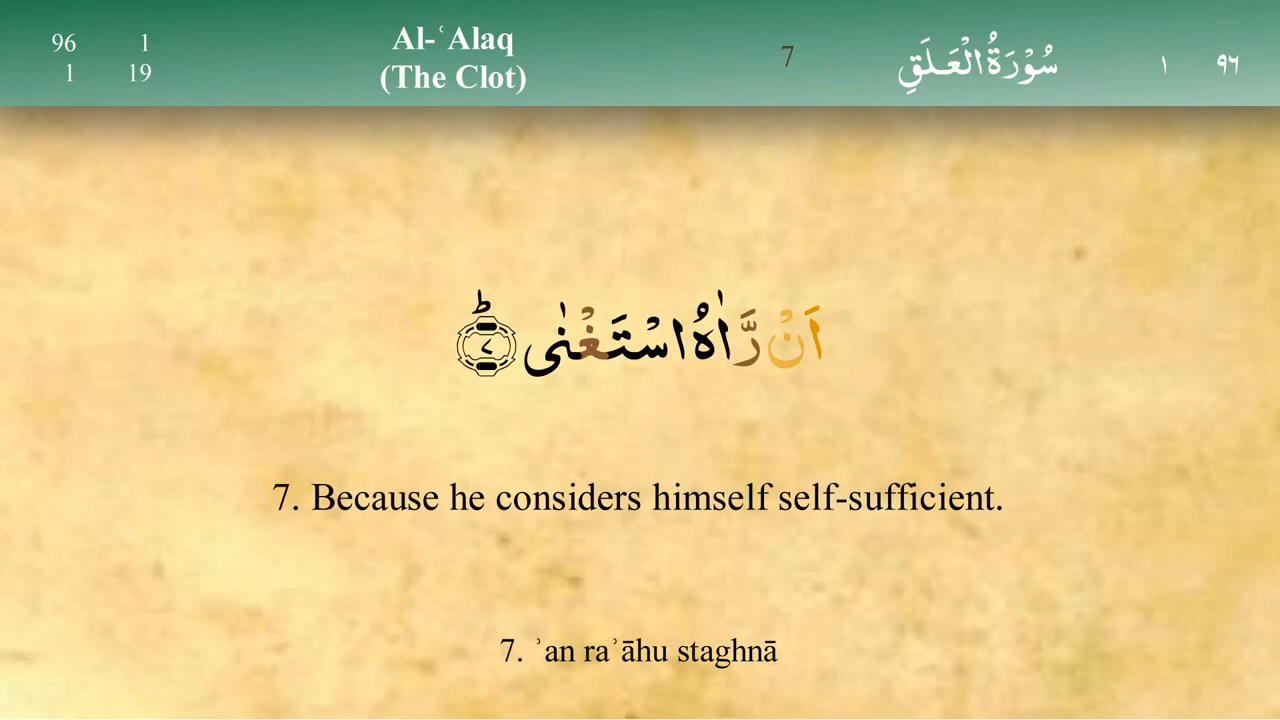 96 1
1 19
Al-ʿAlaq
(The Clot)
7
سُوْرَةُ الْعَلَقِ
١ ٩٦
اَنْ رَّاٰهُ اسْتَغْنٰى ؕ ﴿۷﴾
7. Because he considers himself self-sufficient.
7. ʾan raʾāhu staghnā